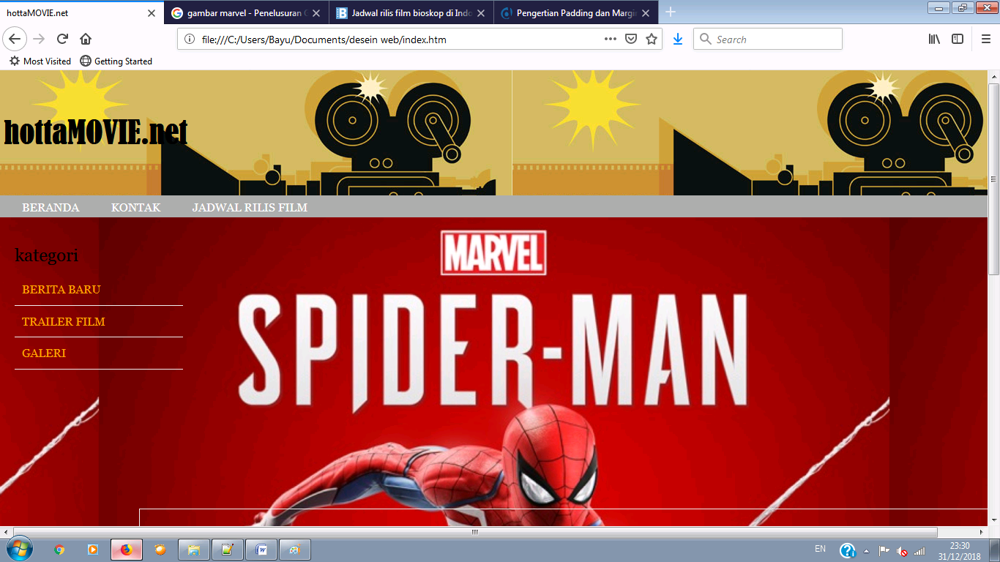 hottaMOVIE.net
gambar marvel - Penelusuran
Jadwal rilis film bioskop di Indo
Pengertian Padding dan Margin
file:///C:/Users/Bayu/Documents/desein web/index.htm
Search
Most Visited
Getting Started
hottaMOVIE.net
BERANDA KONTAK JADWAL RILIS FILM
MARVEL
SPIDER-MAN
kategori
BERITA BARU
TRAILER FILM
GALERI
EN
23:30
31/12/2018